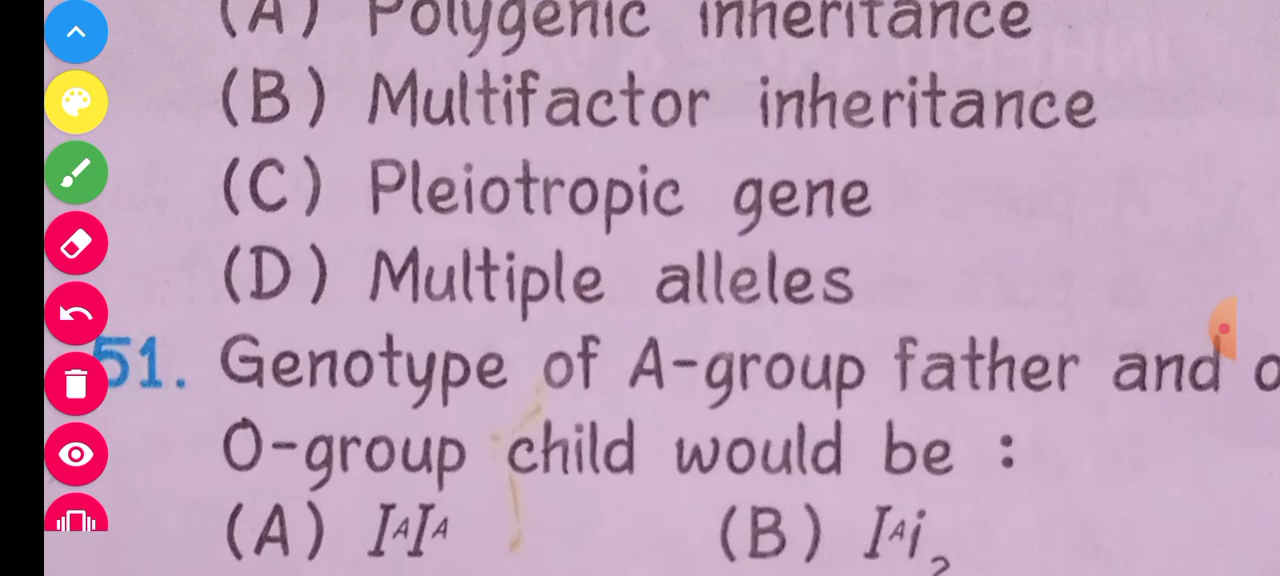 (A) Polygenic inheritance
(B) Multifactor inheritance
(C) Pleiotropic gene
(D) Multiple alleles
51. Genotype of A-group father and
O-group child would be :
(A) IᴬIᴬ (B) Iᴬi